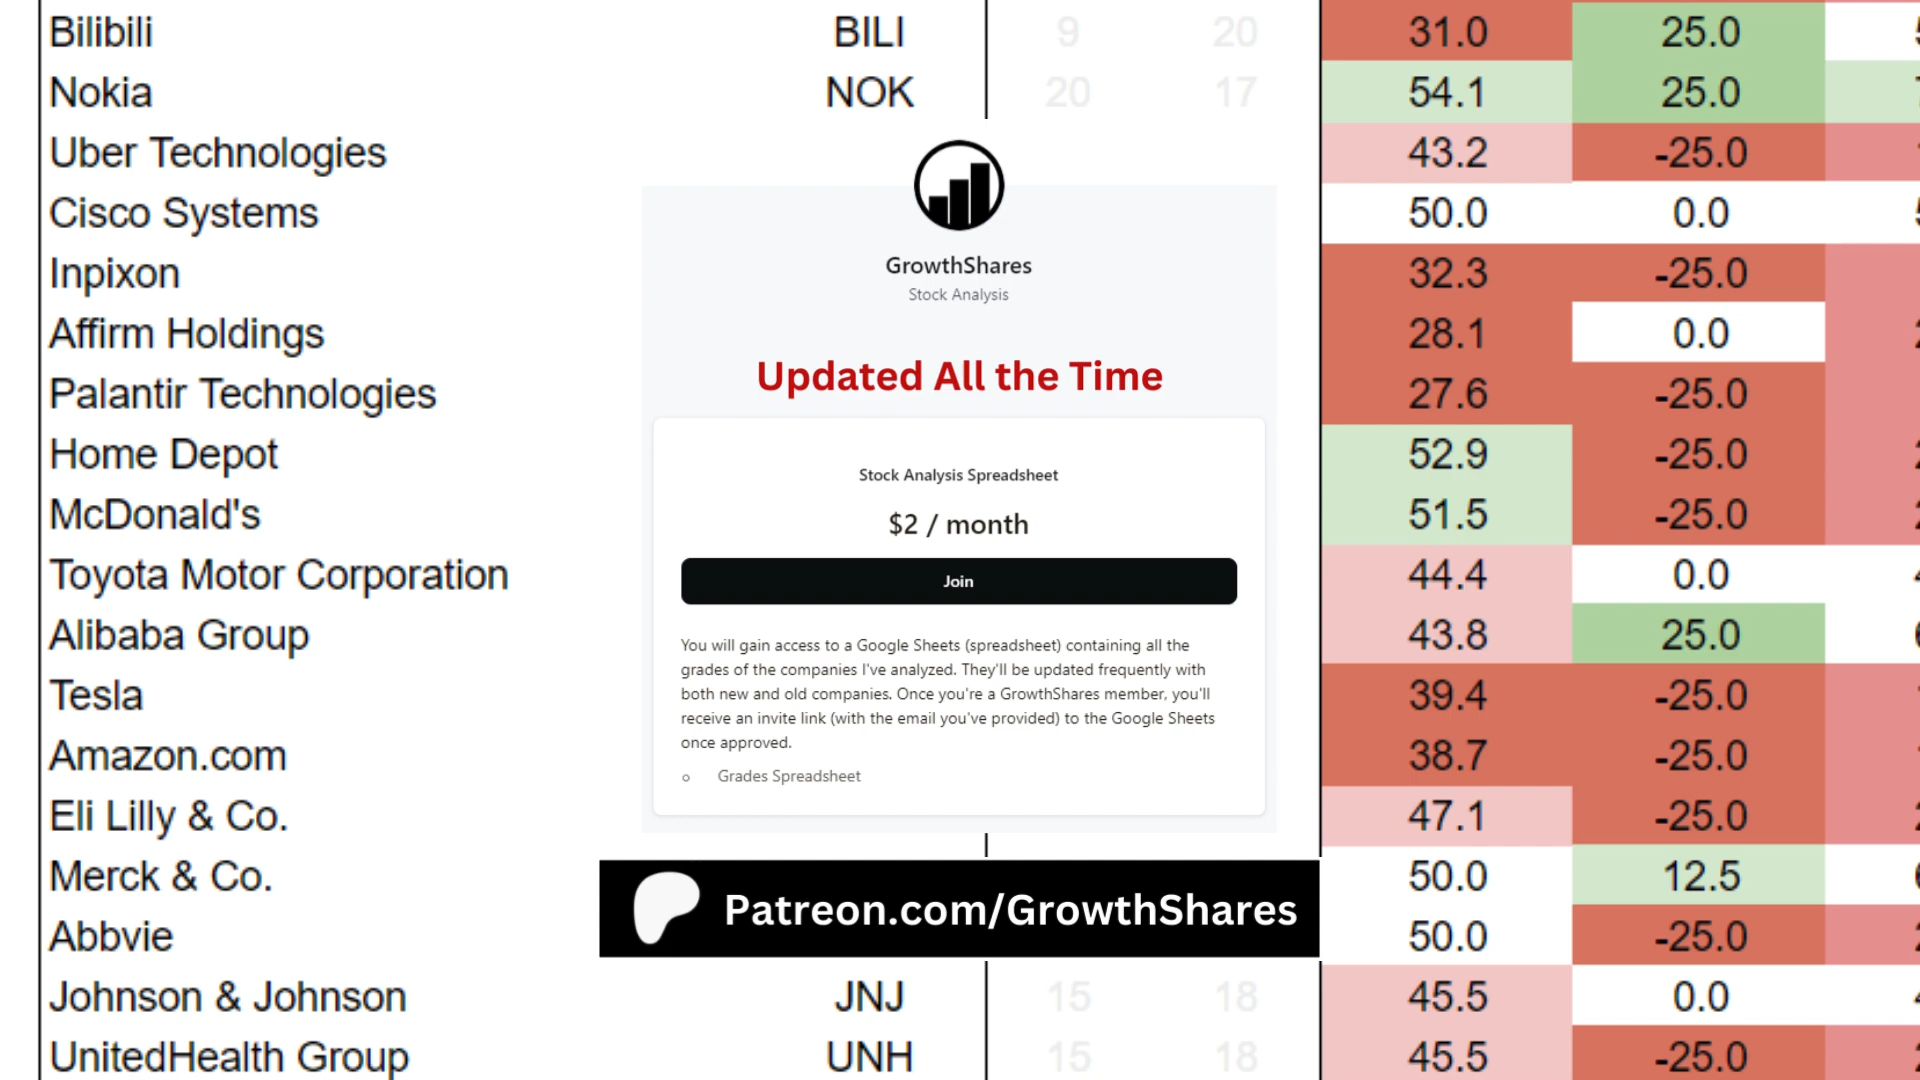 Bilibili BILI 9 20 31.0 25.0
Nokia NOK 20 17 54.1 25.0
Uber Technologies 43.2 -25.0
Cisco Systems 50.0 0.0
Inpixon 32.3 -25.0
Affirm Holdings 28.1 0.0
Palantir Technologies 27.6 -25.0
Home Depot 52.9 -25.0
McDonald's 51.5 -25.0
Toyota Motor Corporation 44.4 0.0
Alibaba Group 43.8 25.0
Tesla 39.4 -25.0
Amazon.com 38.7 -25.0
Eli Lilly & Co. 47.1 -25.0
Merck & Co. 50.0 12.5
Abbvie 50.0 -25.0
Johnson & Johnson JNJ 15 18 45.5 0.0
UnitedHealth Group UNH 15 18 45.5 -25.0
GrowthShares
Stock Analysis
Updated All the Time
Stock Analysis Spreadsheet
$2 / month
Join
You will gain access to a Google Sheets (spreadsheet) containing all the
grades of the companies I've analyzed. They'll be updated frequently with
both new and old companies. Once you're a GrowthShares member, you'll
receive an invite link (with the email you've provided) to the Google Sheets
once approved.
Grades Spreadsheet
Patreon.com/GrowthShares